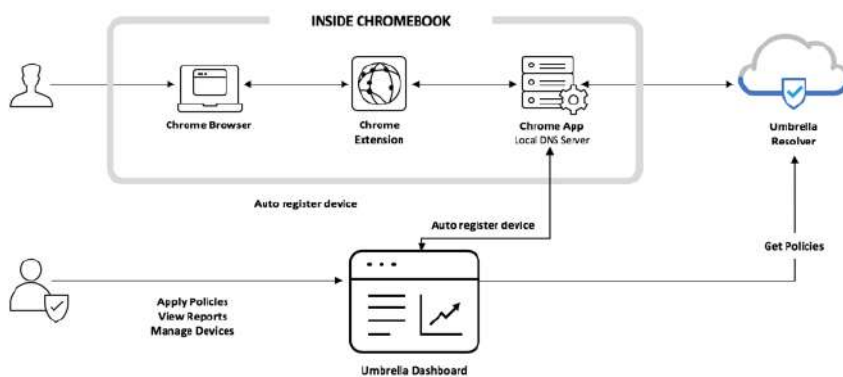 INSIDE CHROMEBOOK
Chrome Browser
Chrome
Extension
Chrome App
Local DNS Server
Umbrella
Resolver
Auto register device
Auto register device
Get Policies
Apply Policies
View Reports
Manage Devices
Umbrella Dashboard